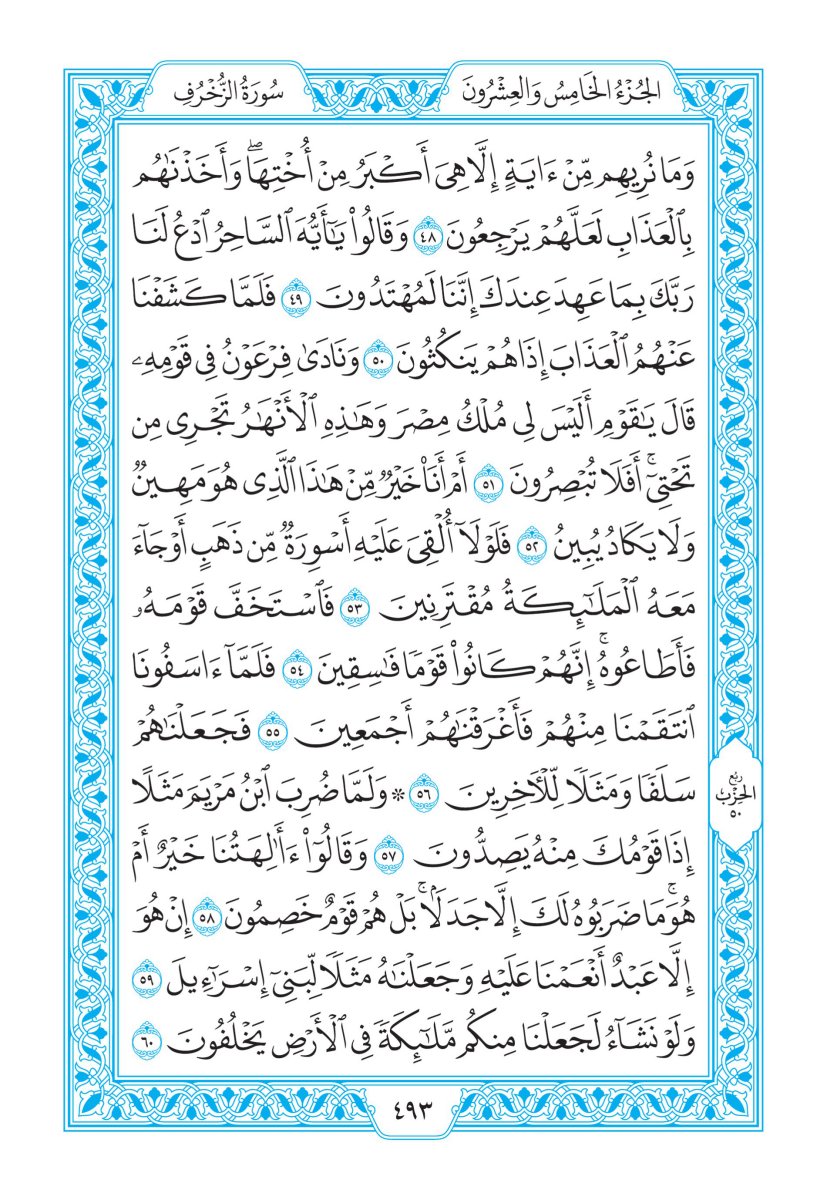 الجُزْءُ الخَامِسُ وَالعِشْرُونَ
سُورَةُ الزُّخْرُفِ
وَمَا نُرِيهِم مِّنْ ءَايَةٍ إِلَّا هِىَ أَكْبَرُ مِنْ أُخْتِهَاۖ وَأَخَذْنَٰهُم
بِٱلْعَذَابِ لَعَلَّهُمْ يَرْجِعُونَ ٤٨ وَقَالُوا۟ يَٰٓأَيُّهَ ٱلسَّاحِرُ ٱدْعُ لَنَا
رَبَّكَ بِمَا عَهِدَ عِندَكَ إِنَّنَا لَمُهْتَدُونَ ٤٩ فَلَمَّا كَشَفْنَا
عَنْهُمُ ٱلْعَذَابَ إِذَا هُمْ يَنكُثُونَ ٥٠ وَنَادَىٰ فِرْعَوْنُ فِى قَوْمِهِۦ
قَالَ يَٰقَوْمِ أَلَيْسَ لِى مُلْكُ مِصْرَ وَهَٰذِهِ ٱلْأَنْهَٰرُ تَجْرِى مِن
تَحْتِىٓۚ أَفَلَا تُبْصِرُونَ ٥١ أَمْ أَنَا۠ خَيْرٌ مِّنْ هَٰذَا ٱلَّذِى هُوَ مَهِينٌ
وَلَا يَكَادُ يُبِينُ ٥٢ فَلَوْلَآ أُلْقِىَ عَلَيْهِ أَسْوِرَةٌ مِّن ذَهَبٍ أَوْ جَآءَ
مَعَهُ ٱلْمَلَٰٓئِكَةُ مُقْتَرِنِينَ ٥٣ فَٱسْتَخَفَّ قَوْمَهُۥ
فَأَطَاعُوهُۚ إِنَّهُمْ كَانُوا۟ قَوْمًا فَٰسِقِينَ ٥٤ فَلَمَّآ ءَاسَفُونَا
ٱنتَقَمْنَا مِنْهُمْ فَأَغْرَقْنَٰهُمْ أَجْمَعِينَ ٥٥ فَجَعَلْنَٰهُمْ
سَلَفًا وَمَثَلًا لِّلْءَاخِرِينَ ٥٦ ۞ وَلَمَّا ضُرِبَ ٱبْنُ مَرْيَمَ مَثَلًا
إِذَا قَوْمُكَ مِنْهُ يَصِدُّونَ ٥٧ وَقَالُوٓا۟ ءَأَٰلِهَتُنَا خَيْرٌ أَمْ
هُوَۚ مَا ضَرَبُوهُ لَكَ إِلَّا جَدَلًۢاۚ بَلْ هُمْ قَوْمٌ خَصِمُونَ ٥٨ إِنْ هُوَ
إِلَّا عَبْدٌ أَنْعَمْنَا عَلَيْهِ وَجَعَلْنَٰهُ مَثَلًا لِّبَنِىٓ إِسْرَٰٓءِيلَ ٥٩
وَلَوْ نَشَآءُ لَجَعَلْنَا مِنكُم مَّلَٰٓئِكَةً فِى ٱلْأَرْضِ يَخْلُفُونَ ٦٠
رُبْعُ
الحِزْبِ
٥٠
٤٩٣